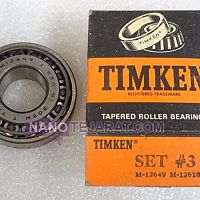 TIMKEN
REGISTERED TRADEMARK
TAPERED ROLLER BEARING
TIMKEN®
SET #3
M-12649 M-12610
NANOTEJARAT.COM